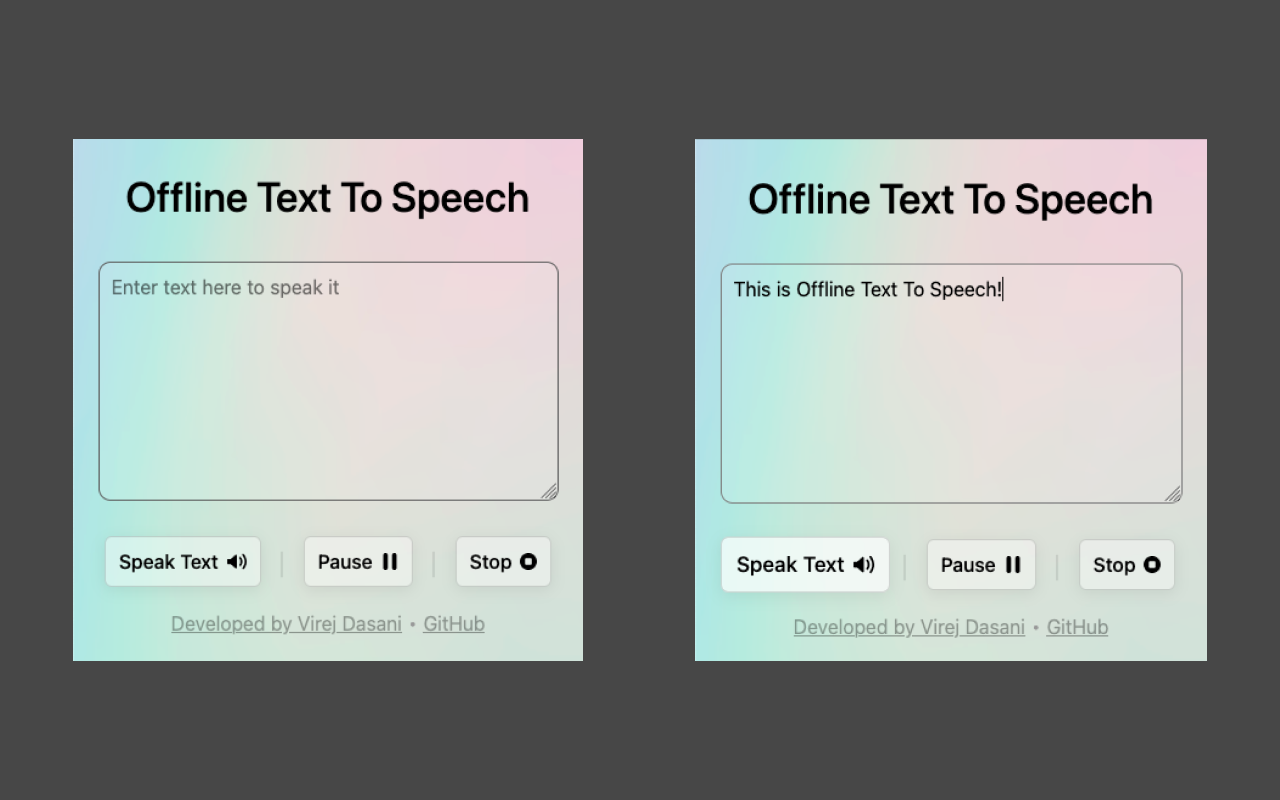 Offline Text To Speech
Enter text here to speak it
Speak Text
Pause
Stop
Developed by Virej Dasani • GitHub
Offline Text To Speech
This is Offline Text To Speech!
Speak Text
Pause
Stop
Developed by Virej Dasani • GitHub